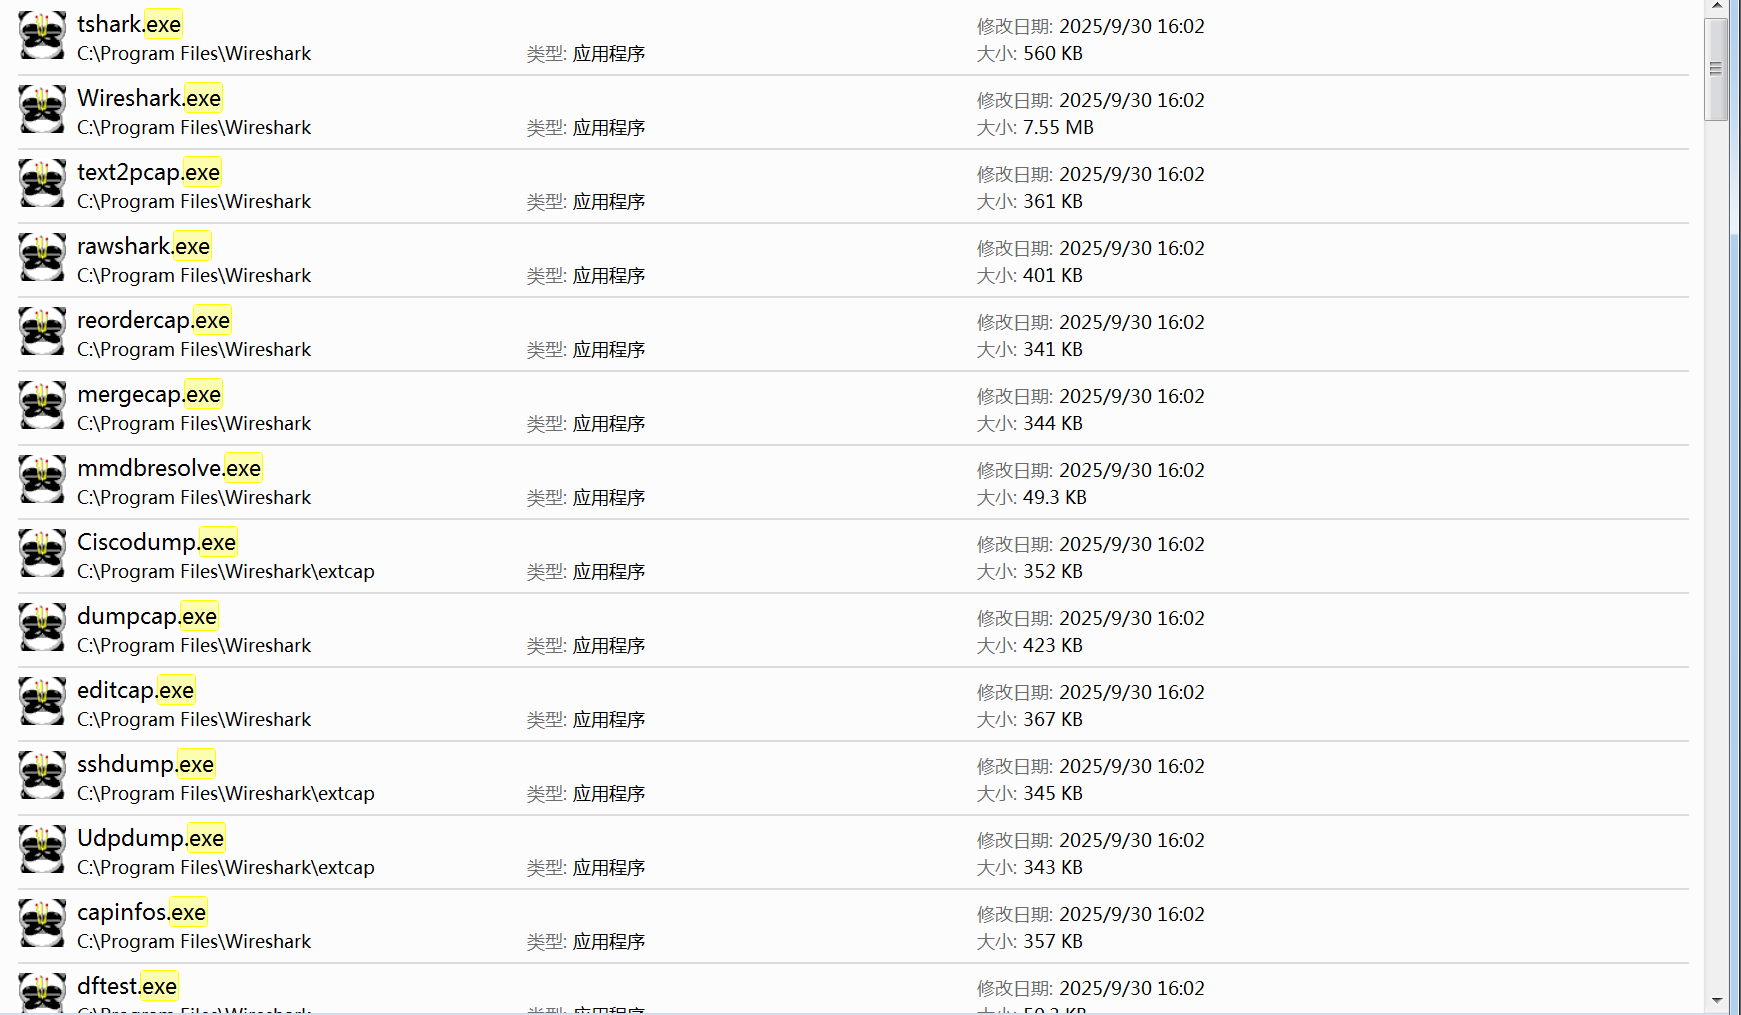 tshark.exe 修改日期: 2025/9/30 16:02
C:\Program Files\Wireshark 类型: 应用程序 大小: 560 KB
Wireshark.exe 修改日期: 2025/9/30 16:02
C:\Program Files\Wireshark 类型: 应用程序 大小: 7.55 MB
text2pcap.exe 修改日期: 2025/9/30 16:02
C:\Program Files\Wireshark 类型: 应用程序 大小: 361 KB
rawshark.exe 修改日期: 2025/9/30 16:02
C:\Program Files\Wireshark 类型: 应用程序 大小: 401 KB
reordercap.exe 修改日期: 2025/9/30 16:02
C:\Program Files\Wireshark 类型: 应用程序 大小: 341 KB
mergecap.exe 修改日期: 2025/9/30 16:02
C:\Program Files\Wireshark 类型: 应用程序 大小: 344 KB
mmdbresolve.exe 修改日期: 2025/9/30 16:02
C:\Program Files\Wireshark 类型: 应用程序 大小: 49.3 KB
Ciscodump.exe 修改日期: 2025/9/30 16:02
C:\Program Files\Wireshark\extcap 类型: 应用程序 大小: 352 KB
dumpcap.exe 修改日期: 2025/9/30 16:02
C:\Program Files\Wireshark 类型: 应用程序 大小: 423 KB
editcap.exe 修改日期: 2025/9/30 16:02
C:\Program Files\Wireshark 类型: 应用程序 大小: 367 KB
sshdump.exe 修改日期: 2025/9/30 16:02
C:\Program Files\Wireshark\extcap 类型: 应用程序 大小: 345 KB
Udpdump.exe 修改日期: 2025/9/30 16:02
C:\Program Files\Wireshark\extcap 类型: 应用程序 大小: 343 KB
capinfos.exe 修改日期: 2025/9/30 16:02
C:\Program Files\Wireshark 类型: 应用程序 大小: 357 KB
dftest.exe 修改日期: 2025/9/30 16:02
C:\Program Files\Wireshark 类型: 应用程序 大小: KB